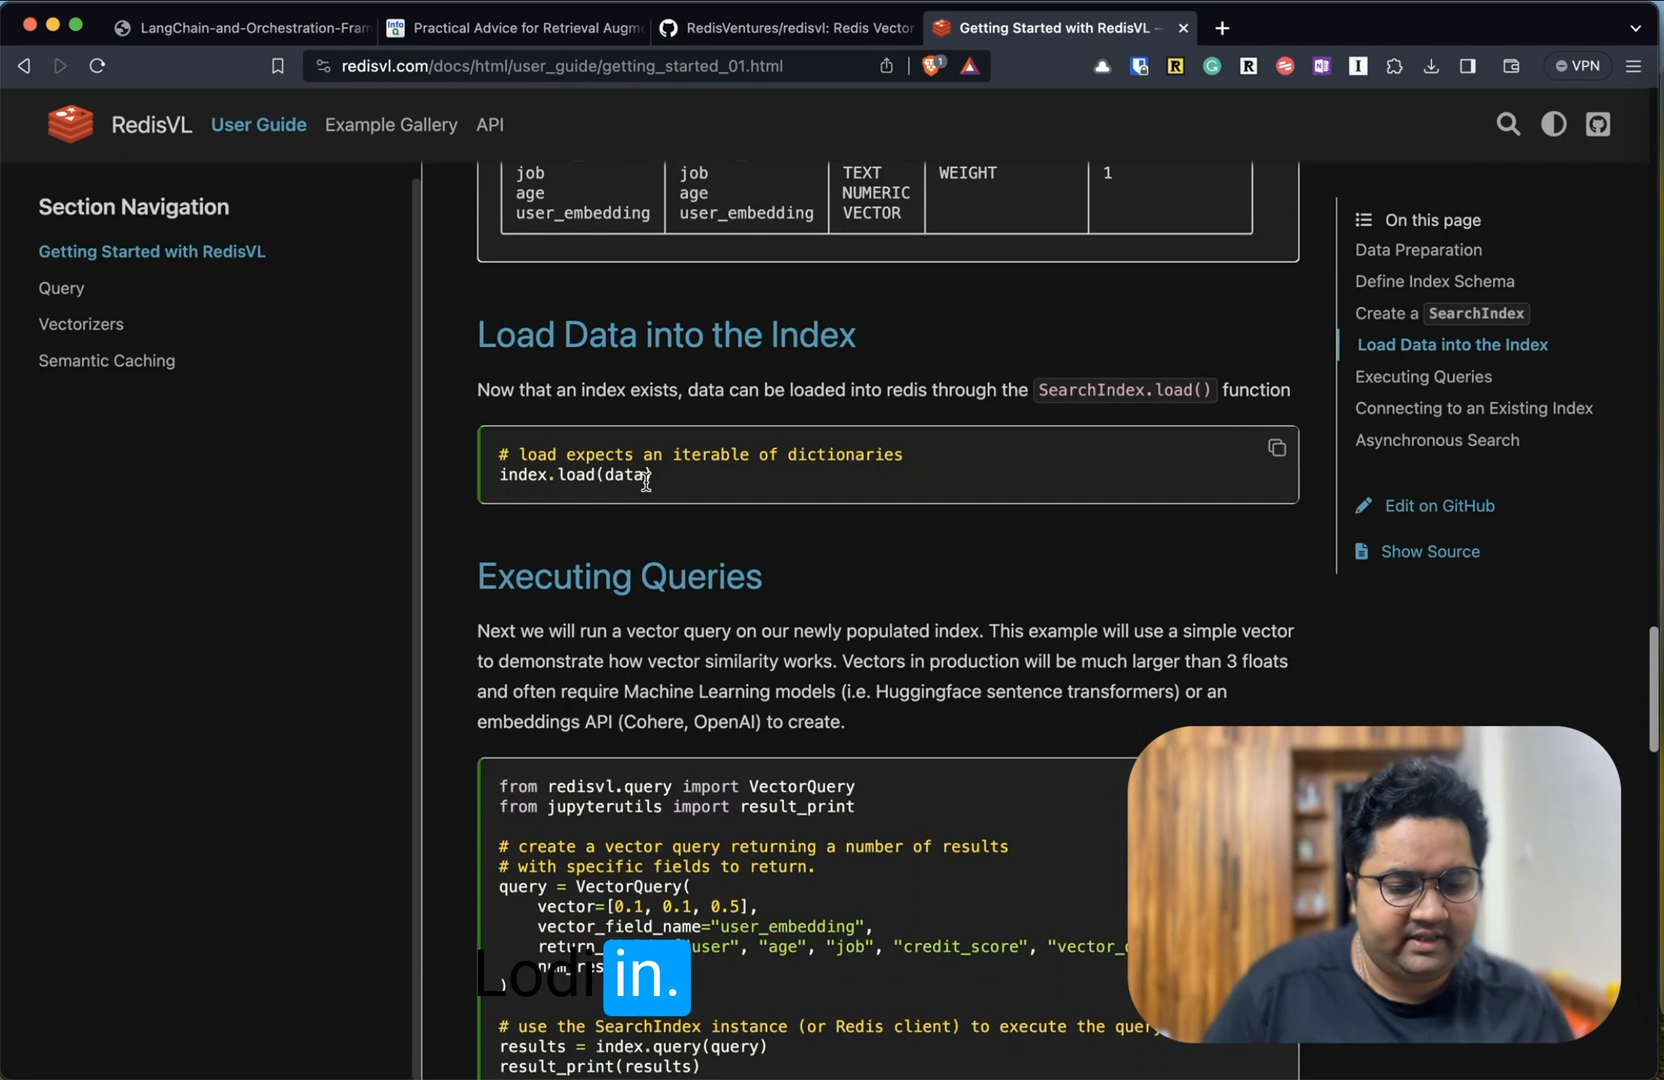 LangChain-and-Orchestration-Fram
Practical Advice for Retrieval Augme
RedisVentures/redisvl: Redis Vector
Getting Started with RedisVL —
redisvl.com/docs/html/user_guide/getting_started_01.html
1
VPN
RedisVL
User Guide
Example Gallery
API
Section Navigation
Getting Started with RedisVL
Query
Vectorizers
Semantic Caching
job job TEXT WEIGHT 1
age age NUMERIC
user_embedding user_embedding VECTOR
Load Data into the Index
Now that an index exists, data can be loaded into redis through the SearchIndex.load() function
# load expects an iterable of dictionaries
index.load(data)
Executing Queries
Next we will run a vector query on our newly populated index. This example will use a simple vector
to demonstrate how vector similarity works. Vectors in production will be much larger than 3 floats
and often require Machine Learning models (i.e. Huggingface sentence transformers) or an
embeddings API (Cohere, OpenAI) to create.
from redisvl.query import VectorQuery
from jupyterutils import result_print
# create a vector query returning a number of results
# with specific fields to return.
query = VectorQuery(
vector=[0.1, 0.1, 0.5],
vector_field_name="user_embedding",
"user", "age", "job", "credit_score",
)
Lodi in.
# use the SearchIndex instance (or Redis client) to execute the query
results = index.query(query)
result_print(results)
On this page
Data Preparation
Define Index Schema
Create a SearchIndex
Load Data into the Index
Executing Queries
Connecting to an Existing Index
Asynchronous Search
Edit on GitHub
Show Source